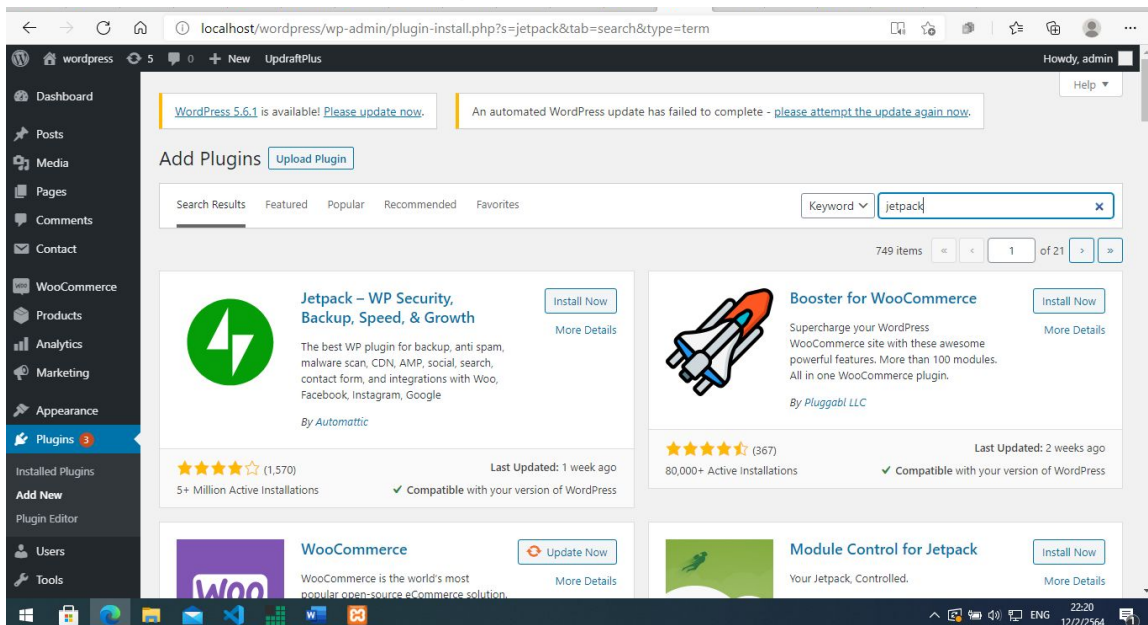 localhost/wordpress/wp-admin/plugin-install.php?s=jetpack&tab=search&type=term
wordpress 5 0 + New UpdraftPlus Howdy, admin
Help ▼
Dashboard
Posts
Media
Pages
Comments
Contact
WooCommerce
Products
Analytics
Marketing
Appearance
Plugins 3
Installed Plugins
Add New
Plugin Editor
Users
Tools
WordPress 5.6.1 is available! Please update now.
An automated WordPress update has failed to complete - please attempt the update again now.
Add Plugins Upload Plugin
Search Results Featured Popular Recommended Favorites Keyword jetpack
749 items « ‹ 1 of 21 › »
Jetpack – WP Security,
Backup, Speed, & Growth
Install Now
More Details
The best WP plugin for backup, anti spam,
malware scan, CDN, AMP, social, search,
contact form, and integrations with Woo,
Facebook, Instagram, Google
By Automattic
(1,570)
5+ Million Active Installations
Last Updated: 1 week ago
Compatible with your version of WordPress
Booster for WooCommerce
Install Now
More Details
Supercharge your WordPress
WooCommerce site with these awesome
powerful features. More than 100 modules.
All in one WooCommerce plugin.
By Pluggabl LLC
(367)
80,000+ Active Installations
Last Updated: 2 weeks ago
Compatible with your version of WordPress
Woo
WooCommerce
Update Now
More Details
WooCommerce is the world's most
popular open-source eCommerce solution.
Module Control for Jetpack
Install Now
More Details
Your Jetpack, Controlled.
ENG
22:20
12/2/2564